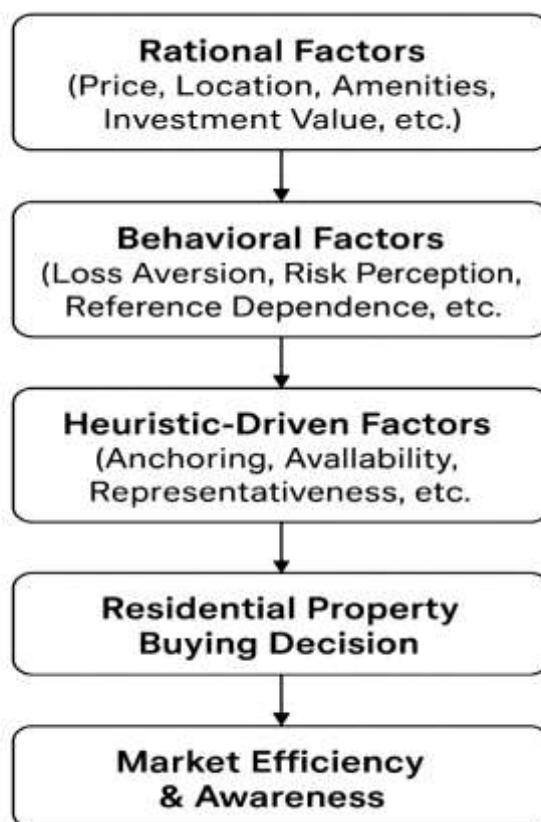 Rational Factors
(Price, Location, Amenities,
Investment Value, etc.)
Behavioral Factors
(Loss Aversion, Risk Perception,
Reference Dependence, etc.
Heuristic-Driven Factors
(Anchoring, Avallability,
Representativeness, etc.
Residential Property
Buying Decision
Market Efficiency
& Awareness